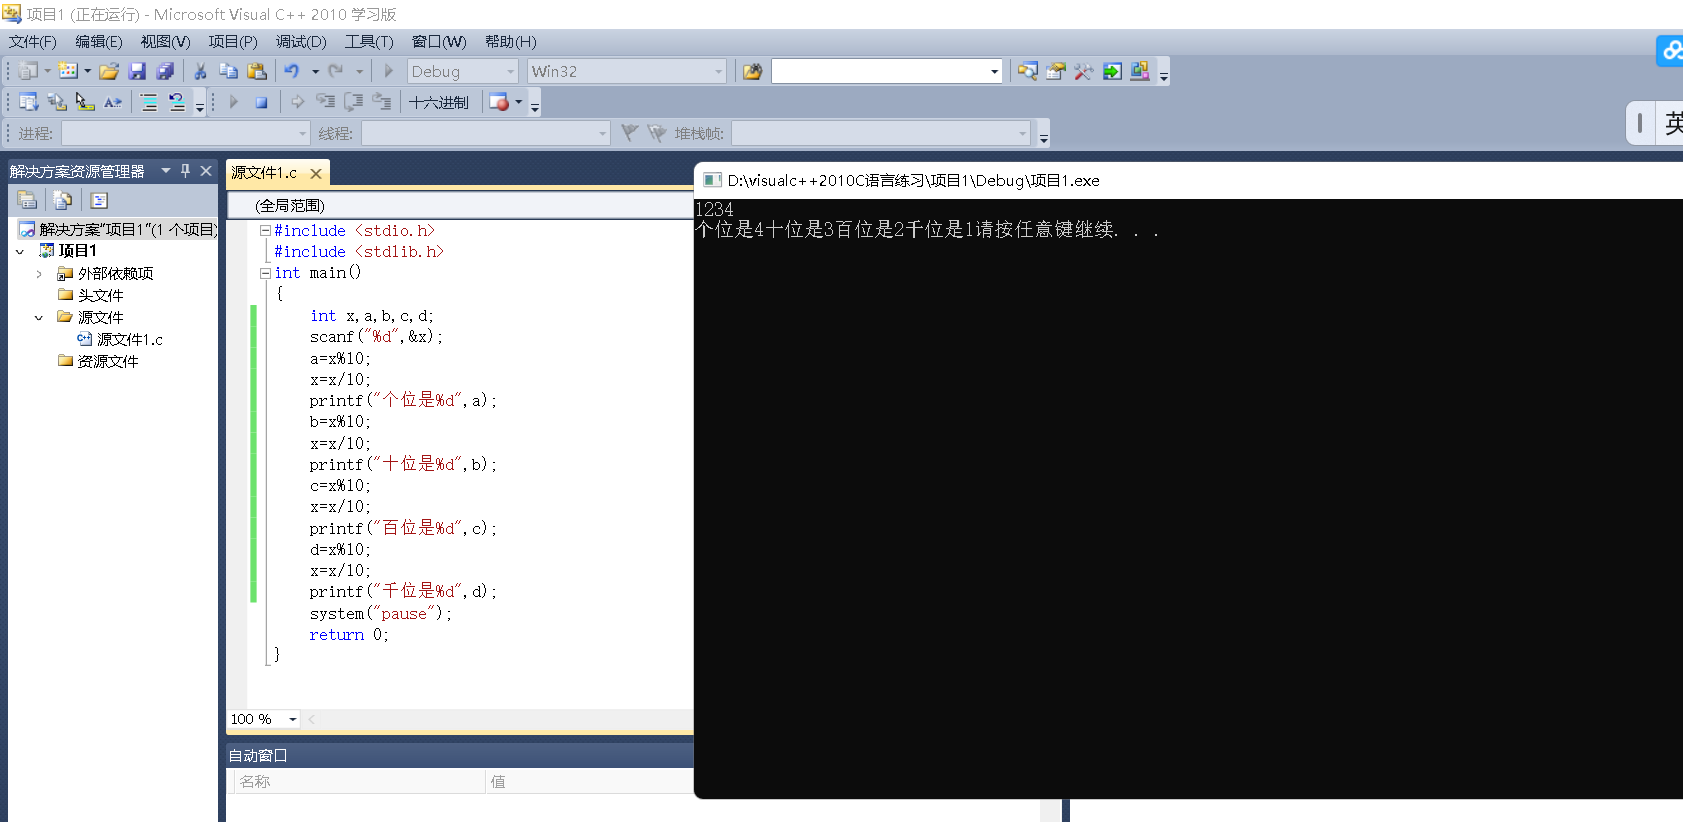 项目1 (正在运行) - Microsoft Visual C++ 2010 学习版
文件(F) 编辑(E) 视图(V) 项目(P) 调试(D) 工具(T) 窗口(W) 帮助(H)
Debug Win32
十六进制
进程: 线程: 堆栈帧:
英
解决方案资源管理器
解决方案"项目1"(1 个项目)
项目1
外部依赖项
头文件
源文件
源文件1.c
资源文件
源文件1.c
(全局范围)
#include <stdio.h>
#include <stdlib.h>
int main()
{
int x,a,b,c,d;
scanf("%d",&x);
a=x%10;
x=x/10;
printf("个位是%d",a);
b=x%10;
x=x/10;
printf("十位是%d",b);
c=x%10;
x=x/10;
printf("百位是%d",c);
d=x%10;
x=x/10;
printf("千位是%d",d);
system("pause");
return 0;
}
100 %
自动窗口
名称 值
D:\visualc++2010C语言练习\项目1\Debug\项目1.exe
1234
个位是4十位是3百位是2千位是1请按任意键继续. . .